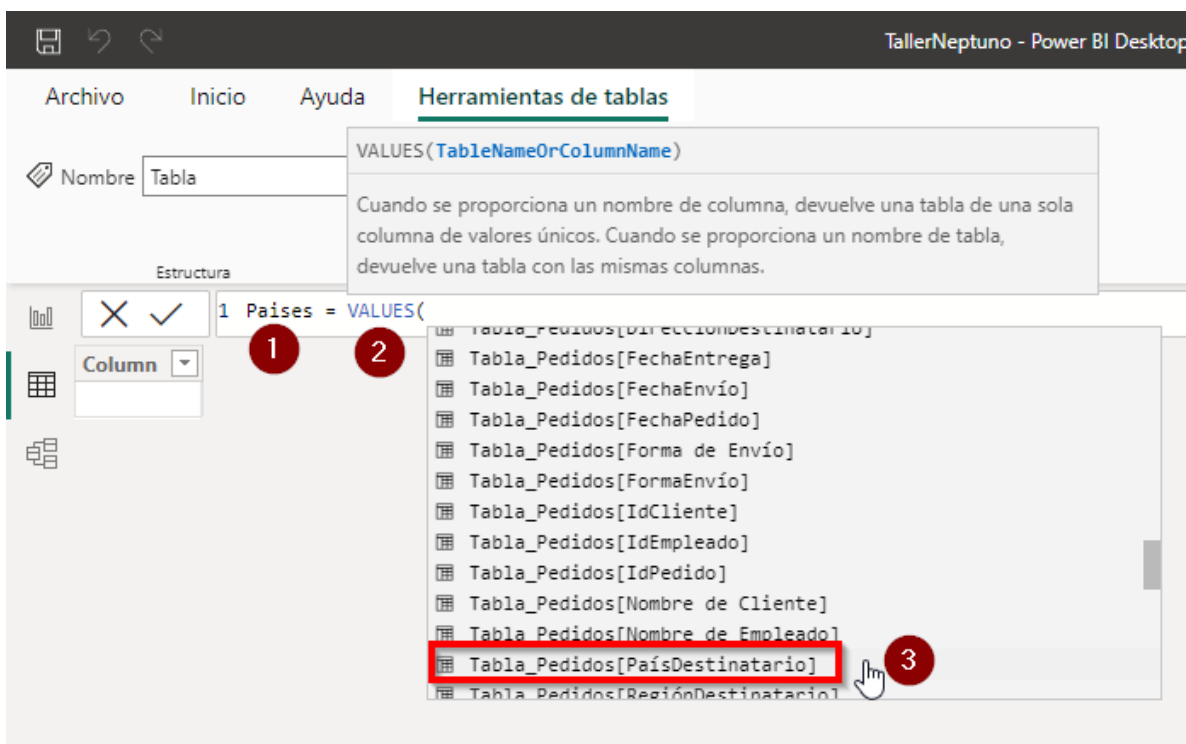 TallerNeptuno - Power BI Desktop
Archivo Inicio Ayuda Herramientas de tablas
VALUES(TableNameOrColumnName)
Nombre Tabla
Cuando se proporciona un nombre de columna, devuelve una tabla de una sola
columna de valores únicos. Cuando se proporciona un nombre de tabla,
devuelve una tabla con las mismas columnas.
Estructura
1 Paises = VALUES(
1
2
Column
Tabla_Pedidos[DirecciónDestinatario]
Tabla_Pedidos[FechaEntrega]
Tabla_Pedidos[FechaEnvío]
Tabla_Pedidos[FechaPedido]
Tabla_Pedidos[Forma de Envío]
Tabla_Pedidos[FormaEnvío]
Tabla_Pedidos[IdCliente]
Tabla_Pedidos[IdEmpleado]
Tabla_Pedidos[IdPedido]
Tabla_Pedidos[Nombre de Cliente]
Tabla_Pedidos[Nombre de Empleado]
Tabla_Pedidos[PaísDestinatario]
3
Tabla_Pedidos[RegiónDestinatario]